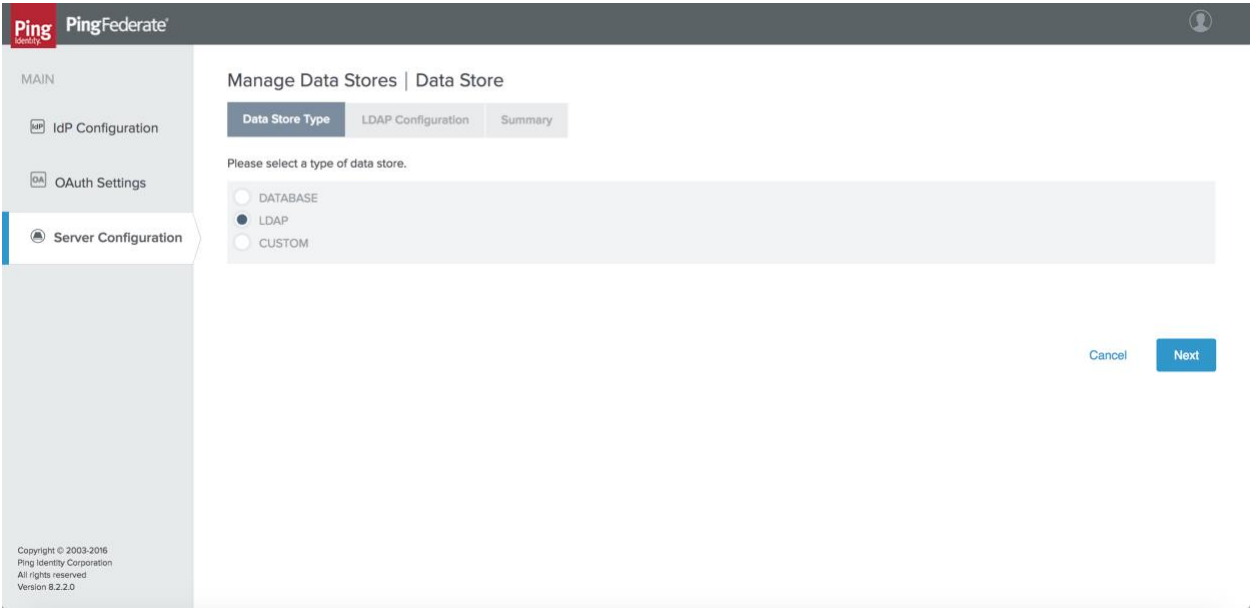 Ping
Identity.
PingFederate®
MAIN
IdP
IdP Configuration
OA
OAuth Settings
Server Configuration
Manage Data Stores | Data Store
Data Store Type
LDAP Configuration
Summary
Please select a type of data store.
DATABASE
LDAP
CUSTOM
Cancel
Next
Copyright © 2003-2016
Ping Identity Corporation
All rights reserved
Version 8.2.2.0